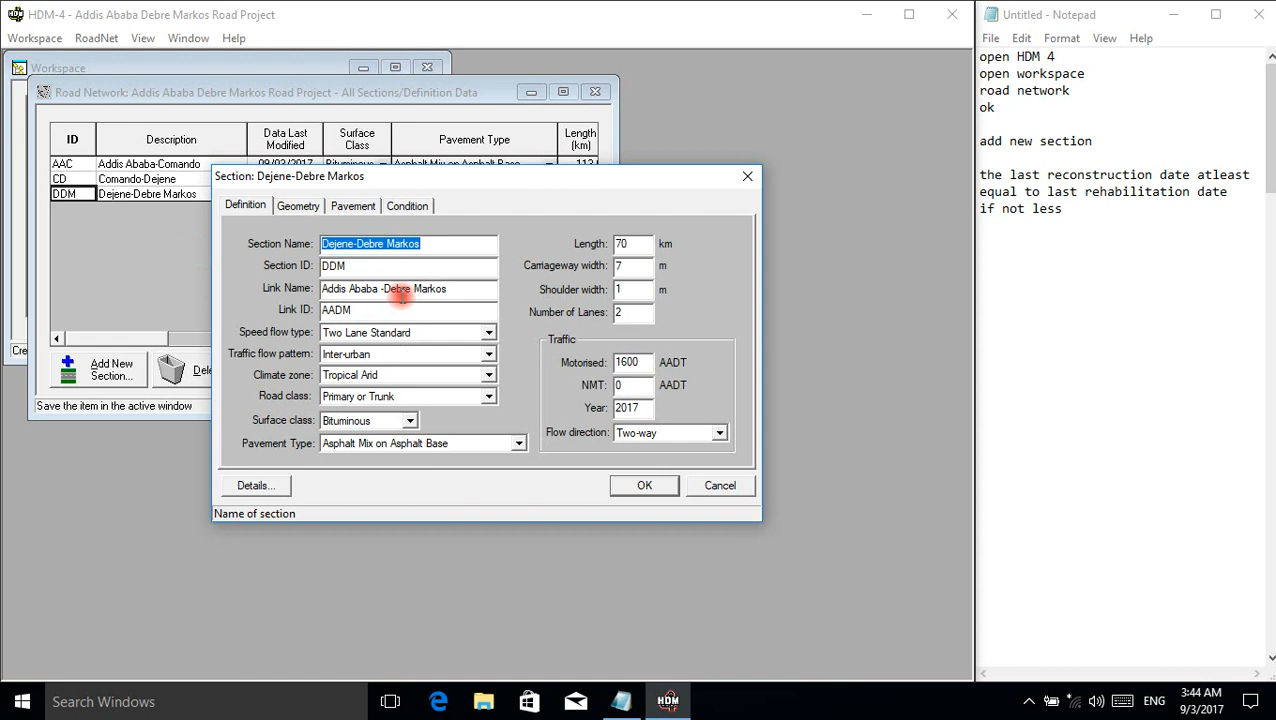 HDM-4 - Addis Ababa Debre Markos Road Project
Workspace RoadNet View Window Help
Workspace
Road Network: Addis Ababa Debre Markos Road Project - All Sections/Definition Data
ID Description Data Last Modified Surface Class Pavement Type Length (km)
AAC Addis Ababa-Comando 09/03/2017 Bituminous Asphalt Mix on Asphalt Base
CD Comando-Dejene
DDM Dejene-Debre Markos
Add New Section...
Save the item in the active window
Section: Dejene-Debre Markos
Definition Geometry Pavement Condition
Section Name: Dejene-Debre Markos
Section ID: DDM
Link Name: Addis Ababa -Debre Markos
Link ID: AADM
Speed flow type: Two Lane Standard
Traffic flow pattern: Inter-urban
Climate zone: Tropical Arid
Road class: Primary or Trunk
Surface class: Bituminous
Pavement Type: Asphalt Mix on Asphalt Base
Length: 70 km
Carriageway width: 7 m
Shoulder width: 1 m
Number of Lanes: 2
Traffic
Motorised: 1600 AADT
NMT: 0 AADT
Year: 2017
Flow direction: Two-way
Details... OK Cancel
Name of section
Untitled - Notepad
File Edit Format View Help
open HDM 4
open workspace
road network
ok
add new section
the last reconstruction date atleast
equal to last rehabilitation date
if not less
Search Windows
ENG
3:44 AM
9/3/2017